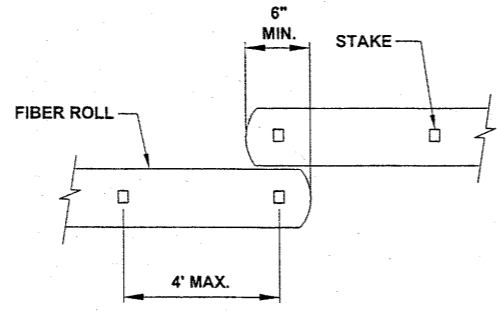 6"
MIN.
STAKE
FIBER ROLL
4' MAX.